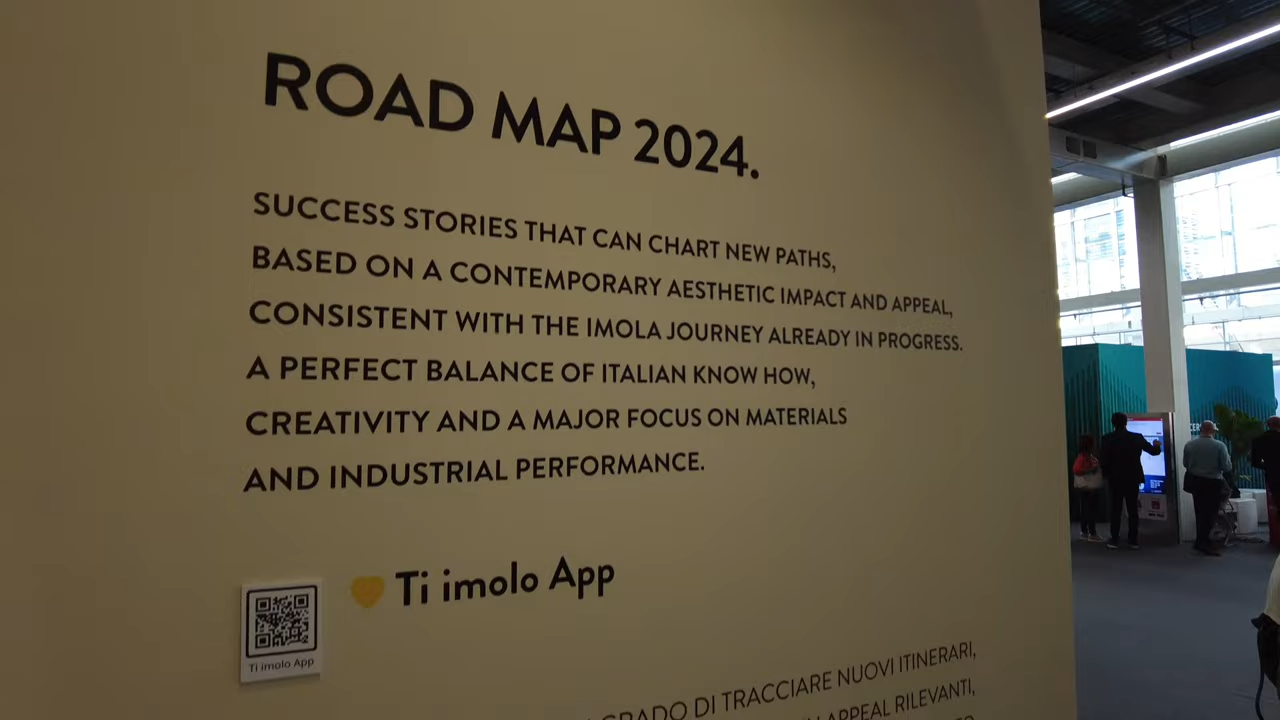 ROAD MAP 2024.
SUCCESS STORIES THAT CAN CHART NEW PATHS,
BASED ON A CONTEMPORARY AESTHETIC IMPACT AND APPEAL,
CONSISTENT WITH THE IMOLA JOURNEY ALREADY IN PROGRESS.
A PERFECT BALANCE OF ITALIAN KNOW HOW,
CREATIVITY AND A MAJOR FOCUS ON MATERIALS
AND INDUSTRIAL PERFORMANCE.
Ti imolo App
Ti imolo App
GRADO DI TRACCIARE NUOVI ITINERARI,
APPEAL RILEVANTI,